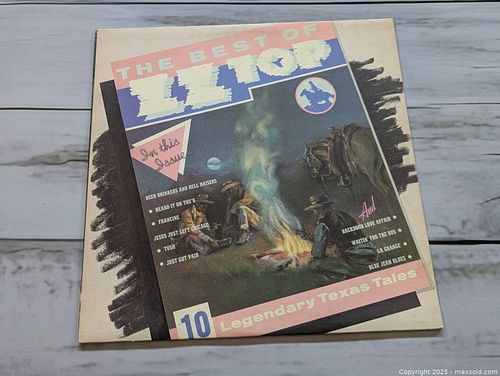 THE BEST OF
ZZ TOP
In this
Issue
BEER DRINKERS AND HELL RAISERS
• HEARD IT ON THE X
• FRANCINE
JESUS JUST LEFT CHICAGO
• TUSH
• JUST GOT PAID
And
BACKDOOR LOVE AFFAIR •
WAITIN' FOR THE BUS •
LA GRANGE •
BLUE JEAN BLUES •
10 Legendary Texas Tales
Copyright 2025 - maxsold.com